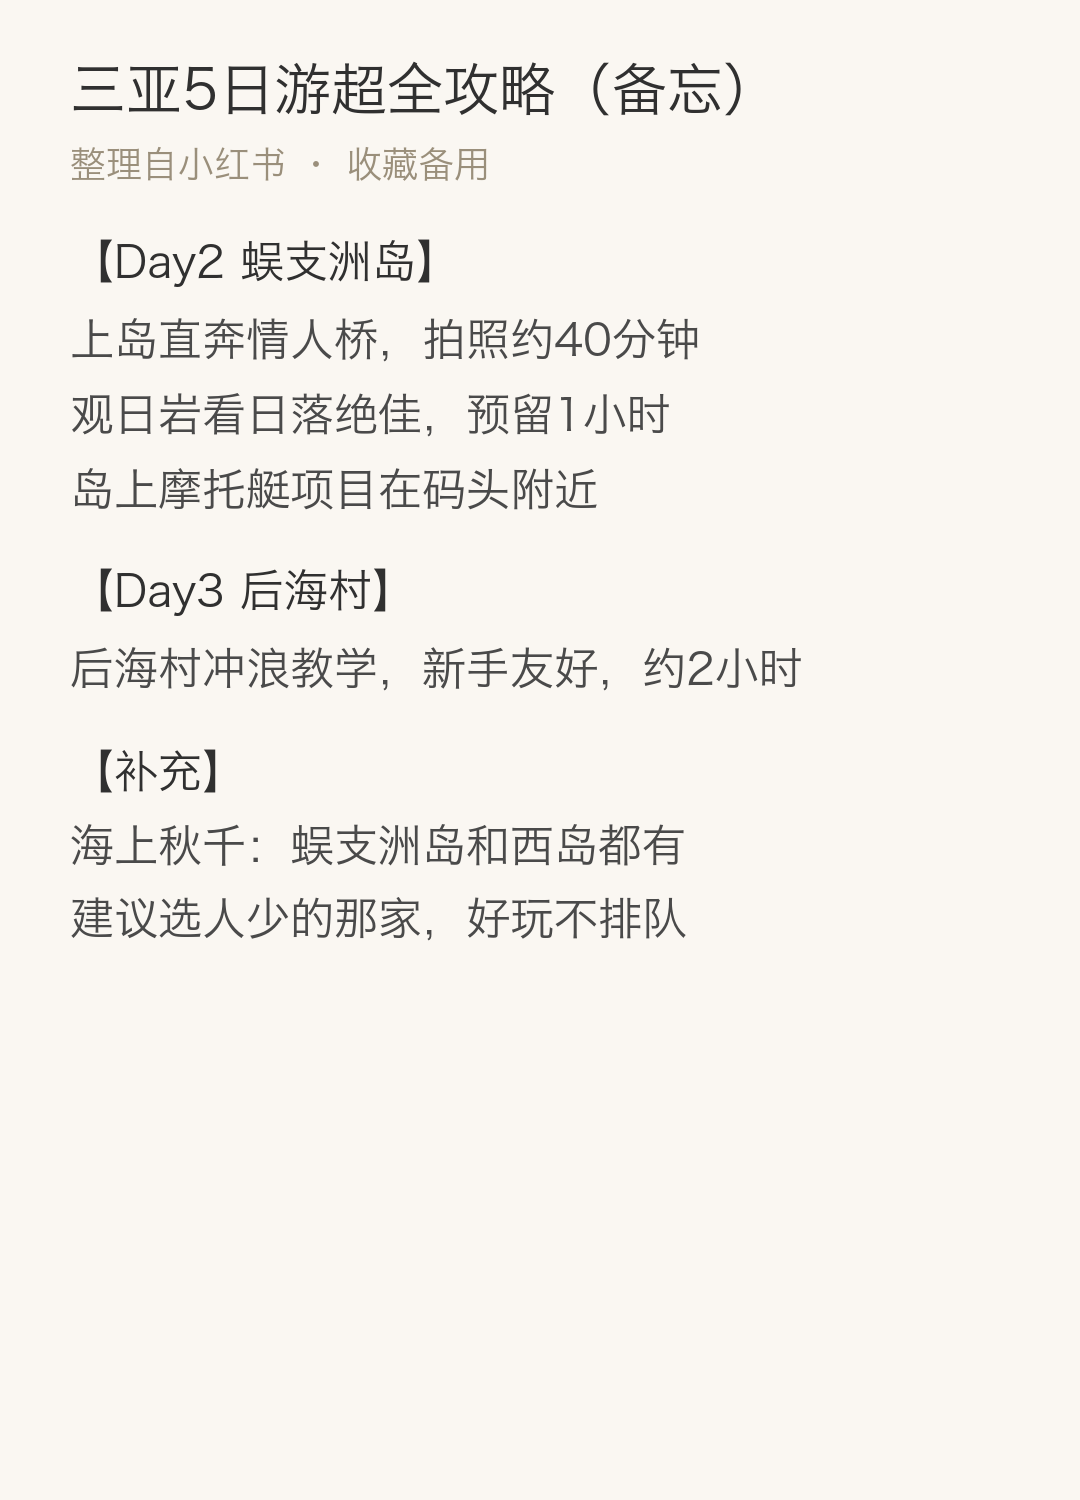 三亚5日游超全攻略（备忘）
整理自小红书 · 收藏备用
【Day2 蜈支洲岛】
上岛直奔情人桥，拍照约40分钟
观日岩看日落绝佳，预留1小时
岛上摩托艇项目在码头附近
【Day3 后海村】
后海村冲浪教学，新手友好，约2小时
【补充】
海上秋千：蜈支洲岛和西岛都有
建议选人少的那家，好玩不排队